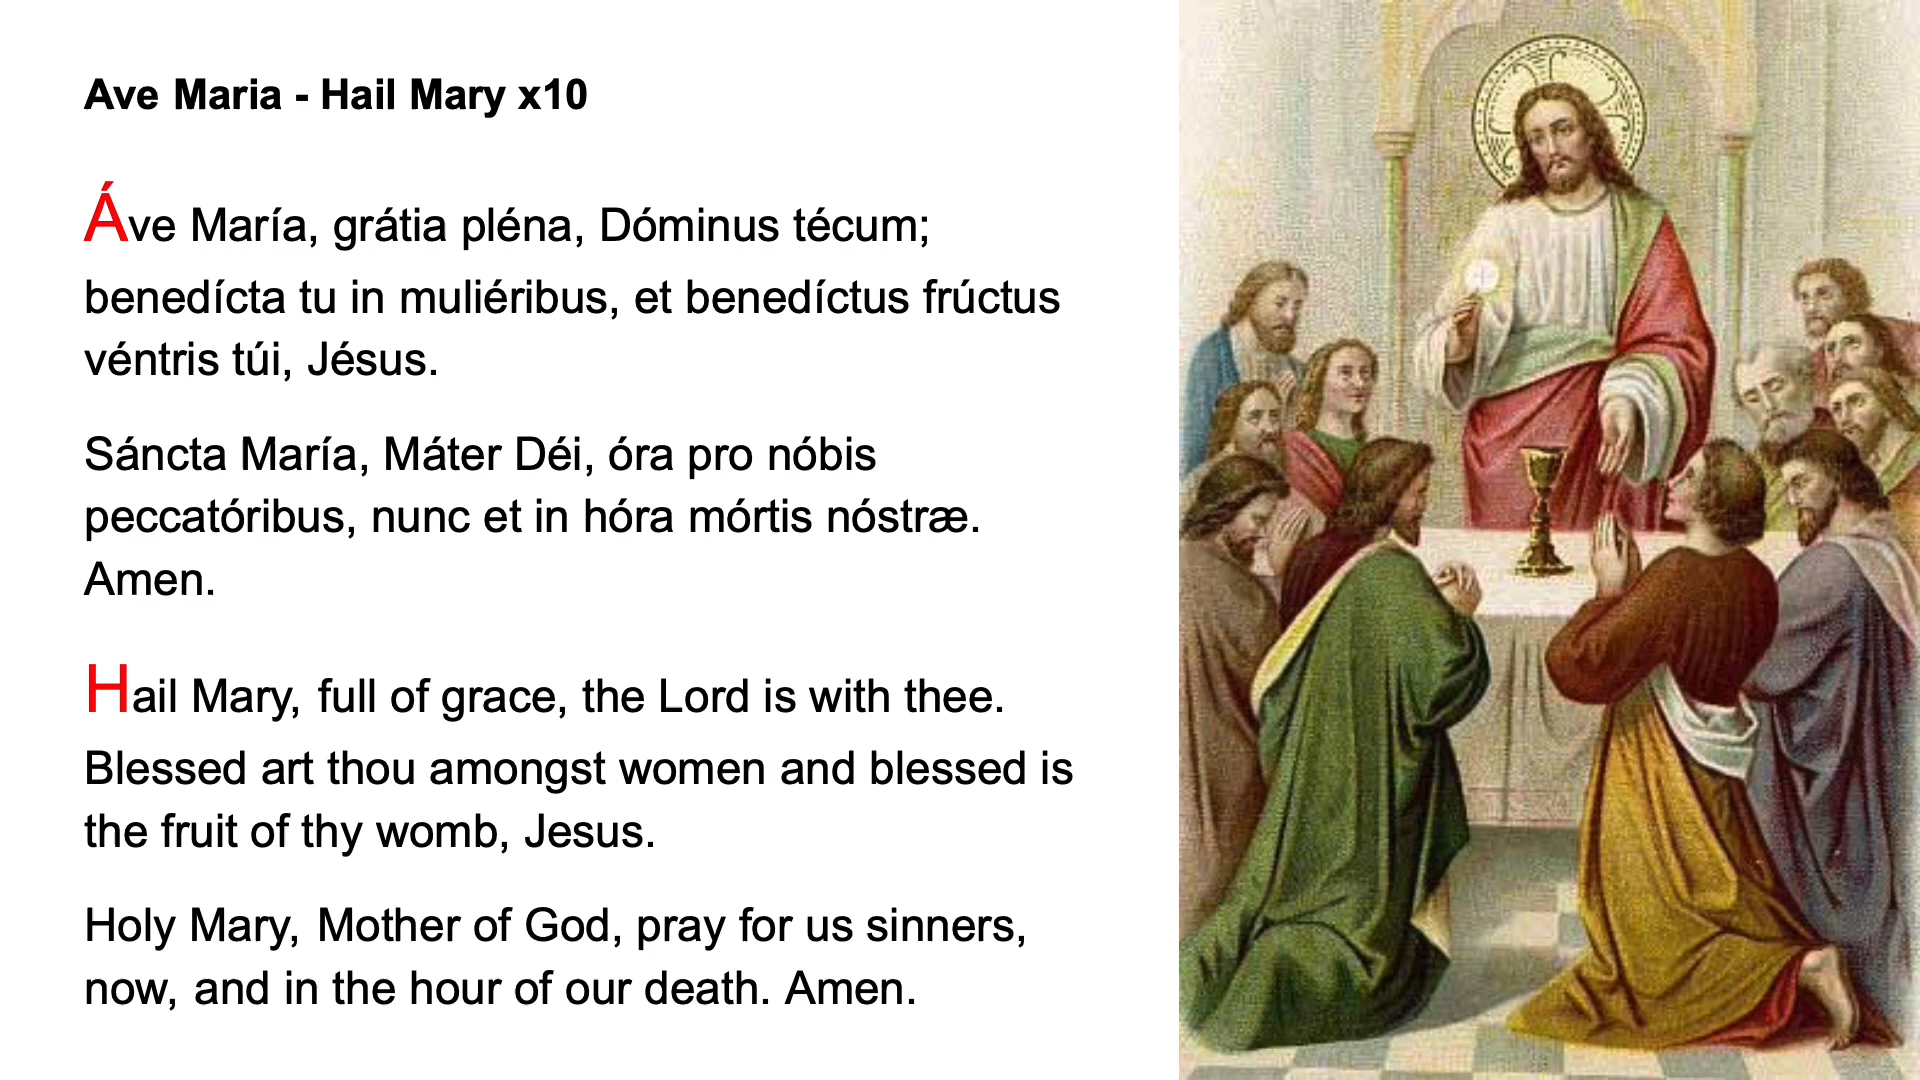 Ave Maria - Hail Mary x10
Áve María, grátia pléna, Dóminus técum;
benedícta tu in muliéribus, et benedíctus frúctus
véntris túi, Jésus.
Sáncta María, Máter Déi, óra pro nóbis
peccatóribus, nunc et in hóra mórtis nóstræ.
Amen.
Hail Mary, full of grace, the Lord is with thee.
Blessed art thou amongst women and blessed is
the fruit of thy womb, Jesus.
Holy Mary, Mother of God, pray for us sinners,
now, and in the hour of our death. Amen.